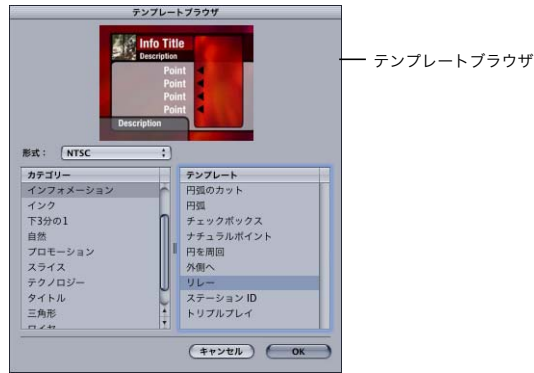 テンプレートブラウザ
Info Title
Description
Point
Point
Point
Point
Description
テンプレートブラウザ
形式： NTSC
カテゴリー
インフォメーション
インク
下3分の1
自然
プロモーション
スライス
テクノロジー
タイトル
三角形
ワイヤ
テンプレート
円弧のカット
円弧
チェックボックス
ナチュラルポイント
円を周回
外側へ
リレー
ステーション ID
トリプルプレイ
キャンセル
OK